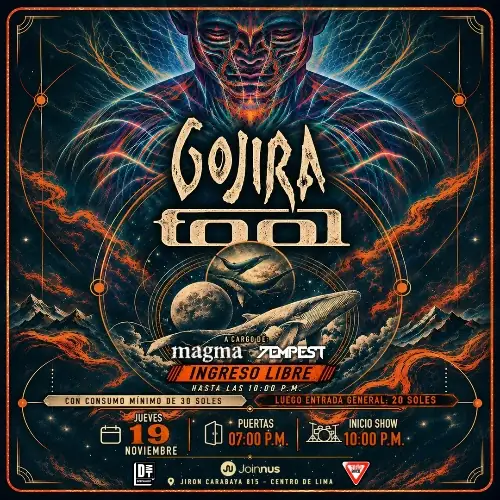 GOJIRA
TOOL
A CARGO DE:
magma TEMPEST
INGRESO LIBRE
HASTA LAS 10:00 P.M.
CON CONSUMO MÍNIMO DE 30 SOLES
LUEGO ENTRADA GENERAL: 20 SOLES
JUEVES
19
NOVIEMBRE
PUERTAS
07:00 P.M.
INICIO SHOW
10:00 P.M.
Joinnus
JIRON CARABAYA 815 - CENTRO DE LIMA